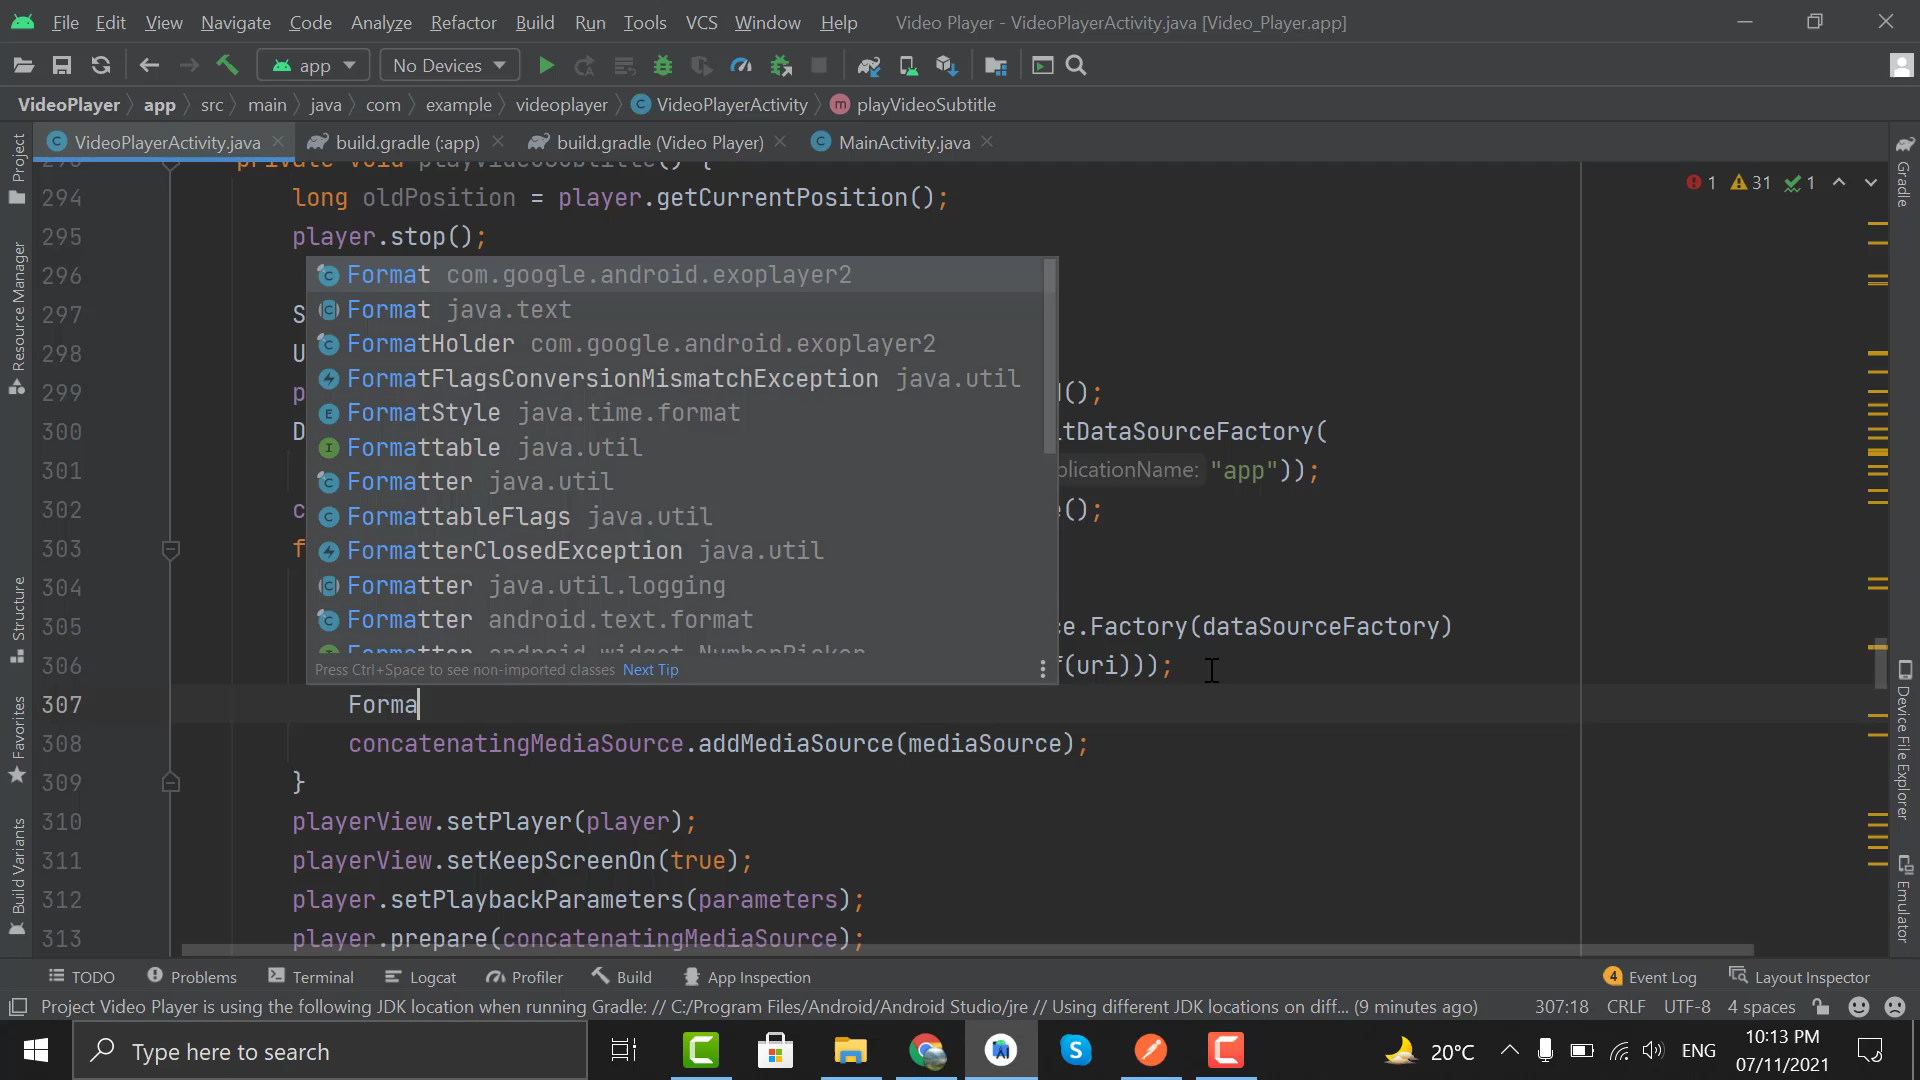 File Edit View Navigate Code Analyze Refactor Build Run Tools VCS Window Help Video Player - VideoPlayerActivity.java [Video_Player.app]
app No Devices
VideoPlayer app src main java com example videoplayer VideoPlayerActivity playVideoSubtitle
VideoPlayerActivity.java build.gradle (:app) build.gradle (Video Player) MainActivity.java
private void playVideoSubtitle() {
1 31 1
294 long oldPosition = player.getCurrentPosition();
295 player.stop();
296 Format com.google.android.exoplayer2
297 S Format java.text
298 U FormatHolder com.google.android.exoplayer2
299 p FormatFlagsConversionMismatchException java.util ();
FormatStyle java.time.format
300 D tDataSourceFactory(
Formattable java.util
301 plicationName: "app"));
Formatter java.util
302 c FormattableFlags java.util ();
303 f FormatterClosedException java.util
304 Formatter java.util.logging
305 Formatter android.text.format ce.Factory(dataSourceFactory)
Formatter android.widget.NumberPicker
306 (uri)));
Press Ctrl+Space to see non-imported classes Next Tip
307 Forma
308 concatenatingMediaSource.addMediaSource(mediaSource);
309 }
310 playerView.setPlayer(player);
311 playerView.setKeepScreenOn(true);
312 player.setPlaybackParameters(parameters);
313 player.prepare(concatenatingMediaSource);
Project
Resource Manager
Structure
Favorites
Build Variants
Gradle
Device File Explorer
Emulator
TODO Problems Terminal Logcat Profiler Build App Inspection 4 Event Log Layout Inspector
Project Video Player is using the following JDK location when running Gradle: // C:/Program Files/Android/Android Studio/jre // Using different JDK locations on diff... (9 minutes ago) 307:18 CRLF UTF-8 4 spaces
Type here to search 20°C ENG 10:13 PM
07/11/2021